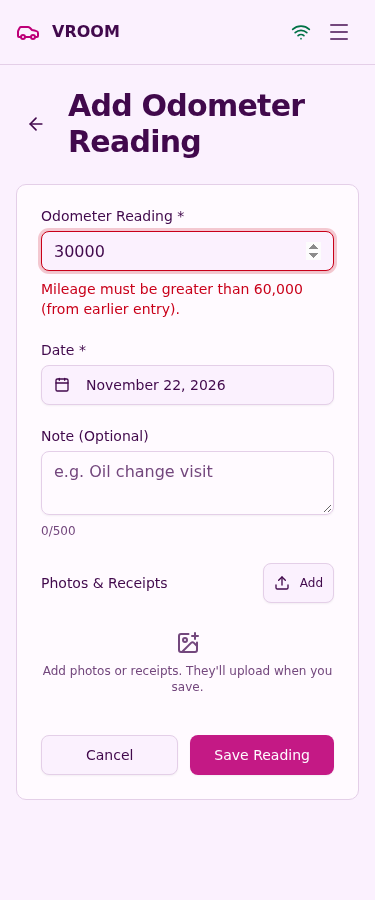 VROOM
Add Odometer
Reading
Odometer Reading *
30000
Mileage must be greater than 60,000
(from earlier entry).
Date *
November 22, 2026
Note (Optional)
e.g. Oil change visit
0/500
Photos & Receipts
Add
Add photos or receipts. They'll upload when you
save.
Cancel
Save Reading